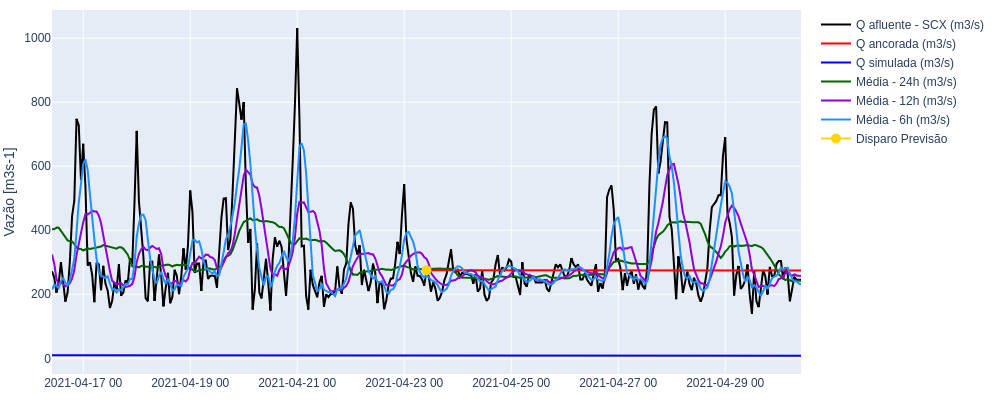 Vazão [m3s-1]
1000
800
600
400
200
0
2021-04-17 00
2021-04-19 00
2021-04-21 00
2021-04-23 00
2021-04-25 00
2021-04-27 00
2021-04-29 00
Q afluente - SCX (m3/s)
Q ancorada (m3/s)
Q simulada (m3/s)
Média - 24h (m3/s)
Média - 12h (m3/s)
Média - 6h (m3/s)
Disparo Previsão